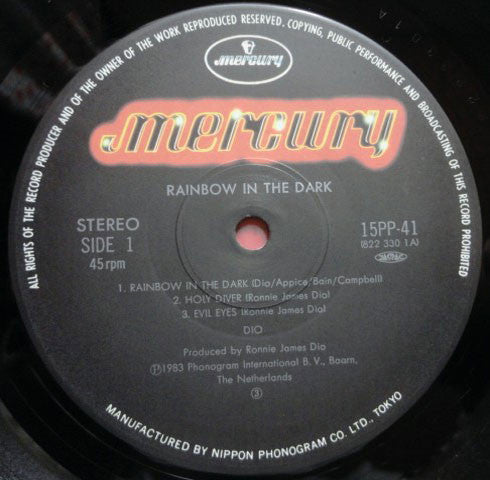 ALL RIGHTS OF THE RECORD PRODUCER AND OF THE OWNER OF THE WORK REPRODUCED RESERVED. COPYING, PUBLIC PERFORMANCE AND BROADCASTING OF THIS RECORD PROHIBITED
mercury
mercury
RAINBOW IN THE DARK
STEREO
SIDE 1
45rpm
15PP-41
(822 330 1A)
1. RAINBOW IN THE DARK (Dio/Appice/Bain/Campbell)
2. HOLY DIVER (Ronnie James Dio)
3. EVIL EYES (Ronnie James Dio)
DIO
Produced by Ronnie James Dio
Ⓟ1983 Phonogram International B. V., Baarn,
The Netherlands
③
MANUFACTURED BY NIPPON PHONOGRAM CO. LTD., TOKYO